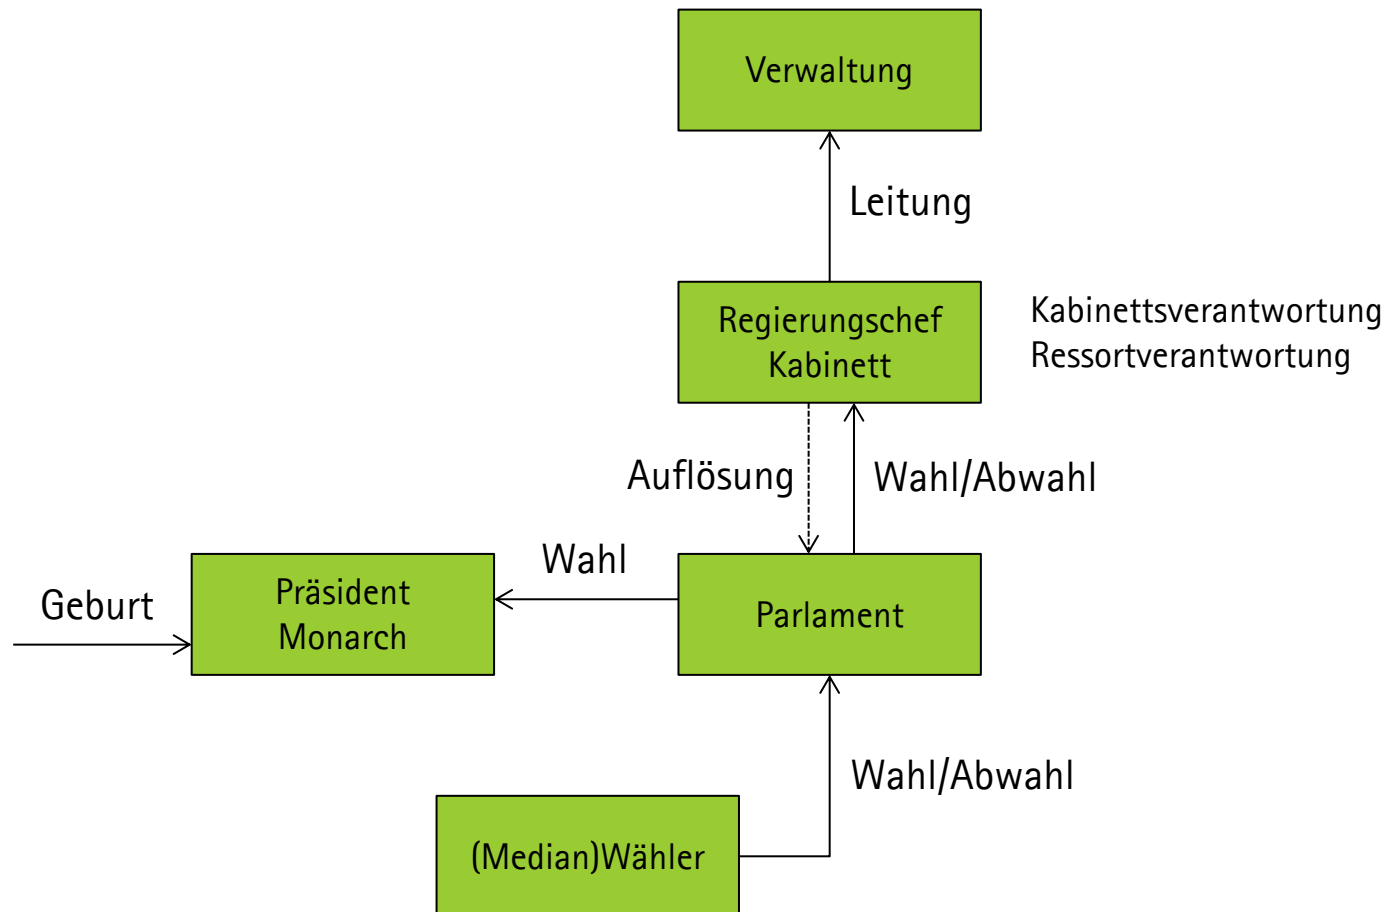 Verwaltung
Leitung
Regierungschef
Kabinett
Kabinettsverantwortung
Ressortverantwortung
Auflösung
Wahl/Abwahl
Geburt
Präsident
Monarch
Wahl
Parlament
Wahl/Abwahl
(Median)Wähler